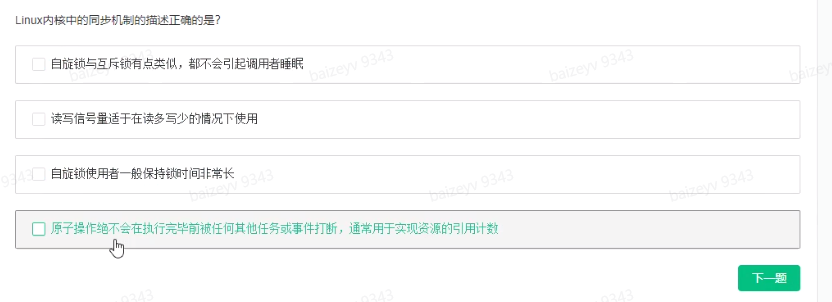 Linux内核中的同步机制的描述正确的是?
自旋锁与互斥锁有点类似，都不会引起调用者睡眠
读写信号量适于在读多写少的情况下使用
自旋锁使用者一般保持锁时间非常长
原子操作绝不会在执行完毕前被任何其他任务或事件打断，通常用于实现资源的引用计数
下一题
baizeyv 9343
baizeyv 9343
baizeyv 9343
baizeyv
9343
baizeyv 9343
baizeyv 9343
baizeyv 9343
9343
9343
9343